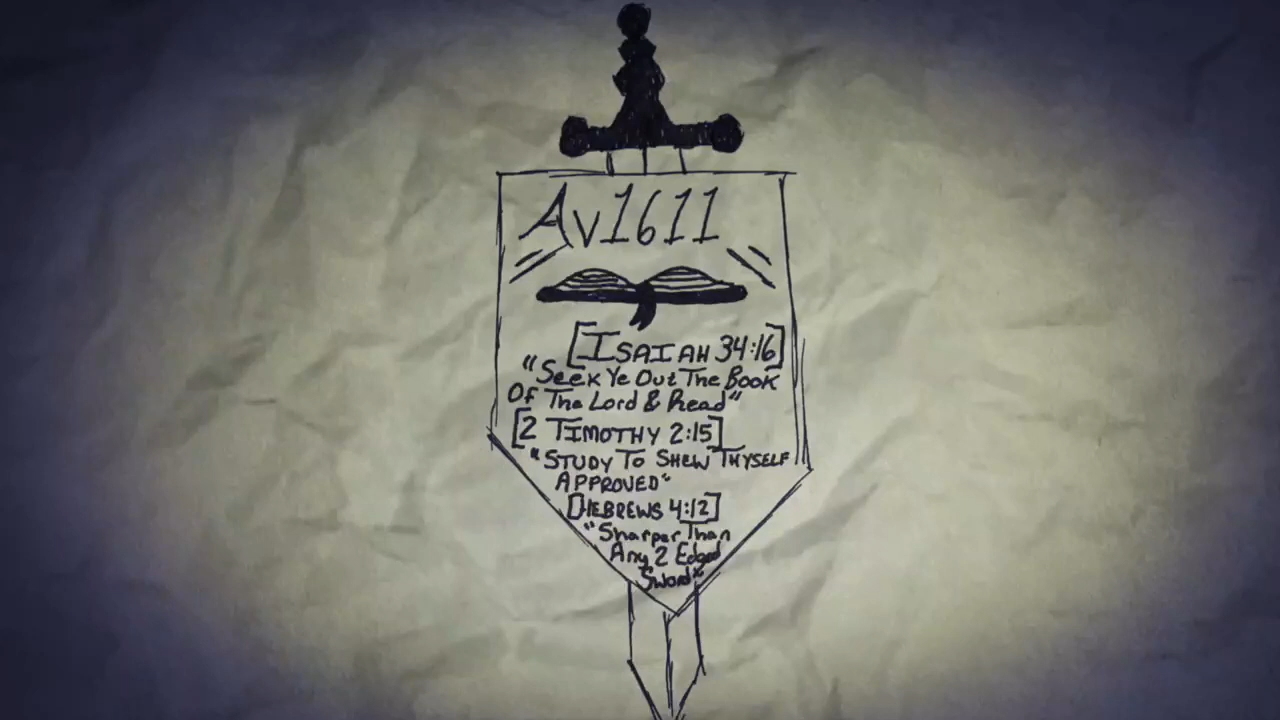 Av1611
[ISAIAH 34:16]
"Seek Ye Out The Book
Of The Lord & Read"
[2 TIMOTHY 2:15]
"STUDY TO SHEW THYSELF
APPROVED"
[HEBREWS 4:12]
"Sharper Than
Any 2 Edged
Sword"